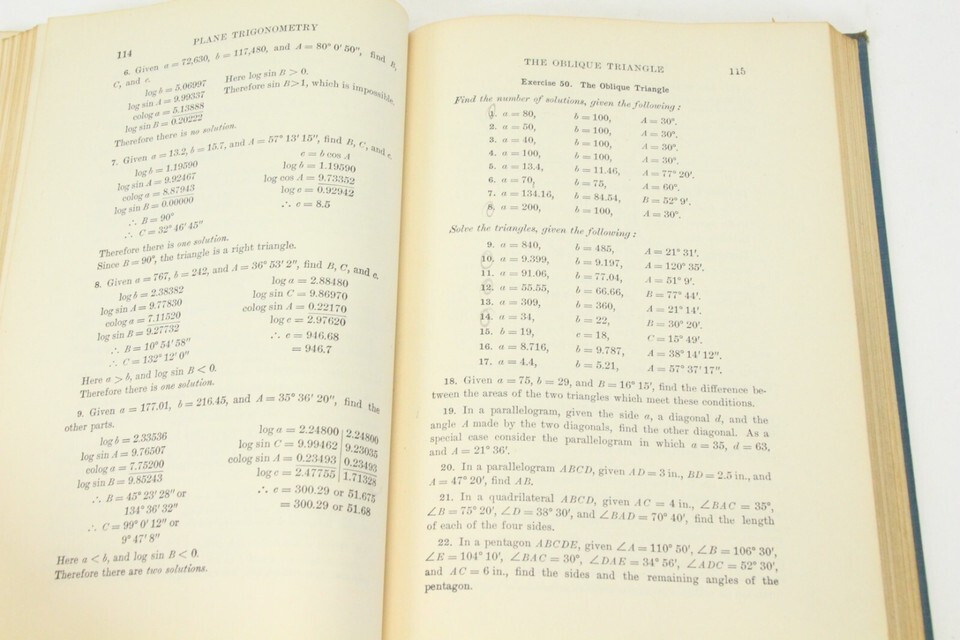 114
PLANE TRIGONOMETRY
6. Given a = 72,630, b = 117,480, and A = 80° 0′ 50″, find B,
C, and c.
log b = 5.06997
log sin A = 9.99337
colog a = 5.13888
log sin B = 0.20222
Here log sin B > 0.
Therefore sin B > 1, which is impossible.
Therefore there is no solution.
7. Given a = 13.2, b = 15.7, and A = 57° 13′ 15″, find B, C, and c.
log b = 1.19590
log sin A = 9.92467
colog a = 8.87943
log sin B = 0.00000
∴ B = 90°
∴ C = 32° 46′ 45″
c = b cos A
log b = 1.19590
log cos A = 9.73352
log c = 0.92942
∴ c = 8.5
Therefore there is one solution.
Since B = 90°, the triangle is a right triangle.
8. Given a = 767, b = 242, and A = 36° 53′ 2″, find B, C, and c.
log b = 2.38382
log sin A = 9.77830
colog a = 7.11520
log sin B = 9.27732
∴ B = 10° 54′ 58″
∴ C = 132° 12′ 0″
log a = 2.88480
log sin C = 9.86970
colog sin A = 0.22170
log c = 2.97620
∴ c = 946.68
= 946.7
Here a > b, and log sin B < 0.
Therefore there is one solution.
9. Given a = 177.01, b = 216.45, and A = 35° 36′ 20″, find the
other parts.
log b = 2.33536
log sin A = 9.76507
colog a = 7.75200
log sin B = 9.85243
∴ B = 45° 23′ 28″ or
134° 36′ 32″
∴ C = 99° 0′ 12″ or
9° 47′ 8″
log a = 2.24800 | 2.24800
log sin C = 9.99462 | 9.23035
colog sin A = 0.23493 | 0.23493
log c = 2.47755 | 1.71328
∴ c = 300.29 or 51.675
= 300.29 or 51.68
Here a < b, and log sin B < 0.
Therefore there are two solutions.
THE OBLIQUE TRIANGLE
115
Exercise 50. The Oblique Triangle
Find the number of solutions, given the following:
1. a = 80, b = 100, A = 30°.
2. a = 50, b = 100, A = 30°.
3. a = 40, b = 100, A = 30°.
4. a = 100, b = 100, A = 30°.
5. a = 13.4, b = 11.46, A = 77° 20′.
6. a = 70, b = 75, A = 60°.
7. a = 134.16, b = 84.54, B = 52° 9′.
8. a = 200, b = 100, A = 30°.
Solve the triangles, given the following:
9. a = 840, b = 485, A = 21° 31′.
10. a = 9.399, b = 9.197, A = 120° 35′.
11. a = 91.06, b = 77.04, A = 51° 9′.
12. a = 55.55, b = 66.66, B = 77° 44′.
13. a = 309, b = 360, A = 21° 14′.
14. a = 34, b = 22, B = 30° 20′.
15. b = 19, c = 18, C = 15° 49′.
16. a = 8.716, b = 9.787, A = 38° 14′ 12″.
17. a = 4.4, b = 5.21, A = 57° 37′ 17″.
18. Given a = 75, b = 29, and B = 16° 15′, find the difference be-
tween the areas of the two triangles which meet these conditions.
19. In a parallelogram, given the side a, a diagonal d, and the
angle A made by the two diagonals, find the other diagonal. As a
special case consider the parallelogram in which a = 35, d = 63,
and A = 21° 36′.
20. In a parallelogram ABCD, given AD = 3 in., BD = 2.5 in., and
A = 47° 20′, find AB.
21. In a quadrilateral ABCD, given AC = 4 in., ∠BAC = 35°,
∠B = 75° 20′, ∠D = 38° 30′, and ∠BAD = 70° 40′, find the length
of each of the four sides.
22. In a pentagon ABCDE, given ∠A = 110° 50′, ∠B = 106° 30′,
∠E = 104° 10′, ∠BAC = 30°, ∠DAE = 34° 56′, ∠ADC = 52° 30′,
and AC = 6 in., find the sides and the remaining angles of the
pentagon.